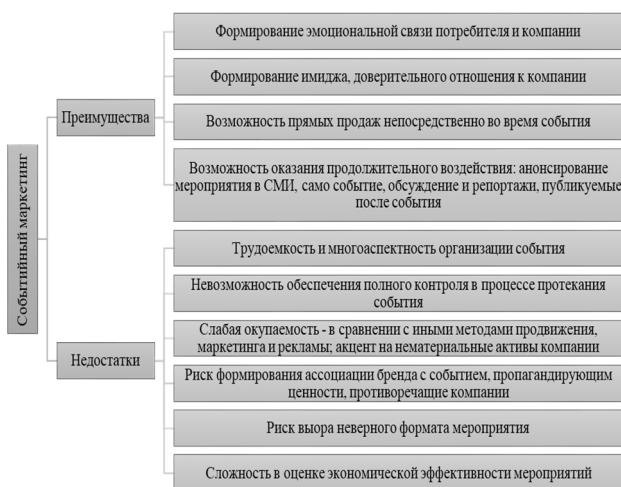 Событийный маркетинг
Преимущества
Формирование эмоциональной связи потребителя и компании
Формирование имиджа, доверительного отношения к компании
Возможность прямых продаж непосредственно во время события
Возможность оказания продолжительного воздействия: анонсирование
мероприятия в СМИ, само событие, обсуждение и репортажи, публикуемые
после события
Недостатки
Трудоемкость и многоаспектность организации события
Невозможность обеспечения полного контроля в процессе протекания
события
Слабая окупаемость - в сравнении с иными методами продвижения,
маркетинга и рекламы; акцент на нематериальные активы компании
Риск формирования ассоциации бренда с событием, пропагандирующим
ценности, противоречащие компании
Риск выора неверного формата мероприятия
Сложность в оценке экономической эффективности мероприятий